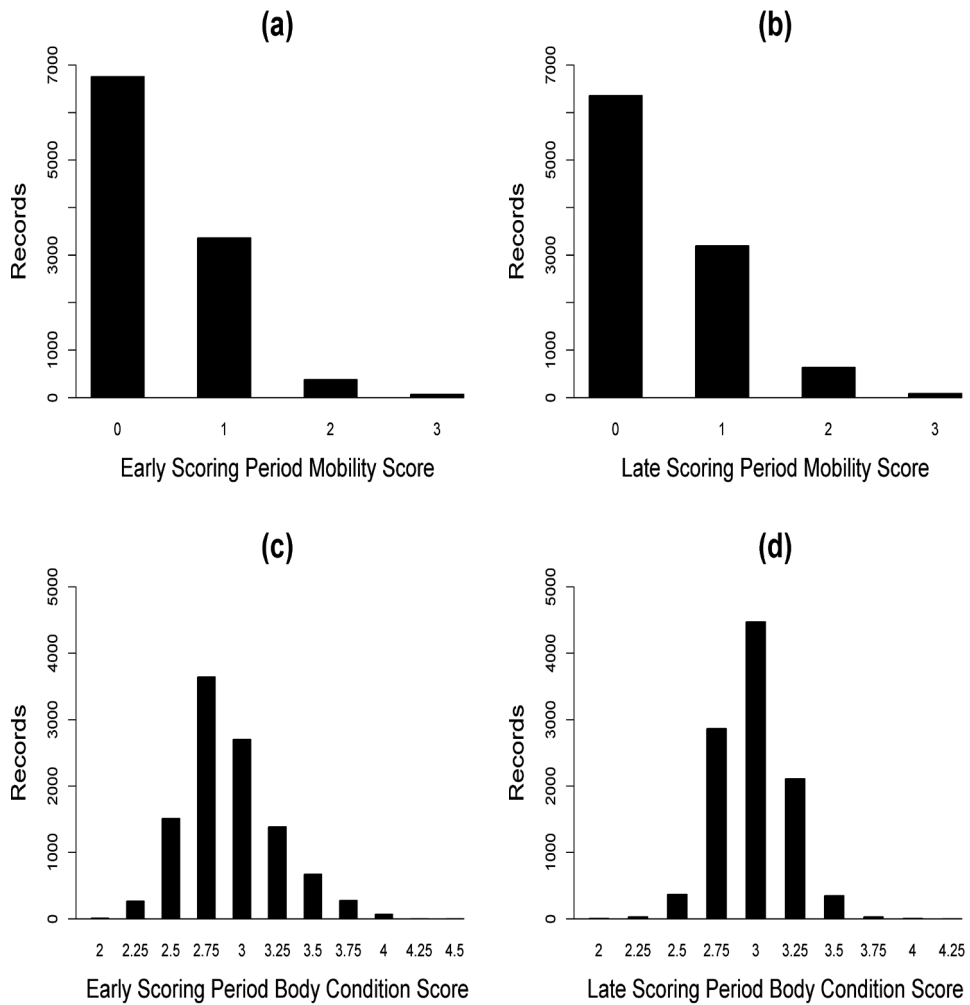 (a)
Records
7000
5000
3000
1000
0
0 1 2 3
Early Scoring Period Mobility Score
(b)
Records
7000
5000
3000
1000
0
0 1 2 3
Late Scoring Period Mobility Score
(c)
Records
5000
4000
3000
2000
1000
0
2 2.25 2.5 2.75 3 3.25 3.5 3.75 4 4.25 4.5
Early Scoring Period Body Condition Score
(d)
Records
5000
4000
3000
2000
1000
0
2 2.25 2.5 2.75 3 3.25 3.5 3.75 4 4.25
Late Scoring Period Body Condition Score